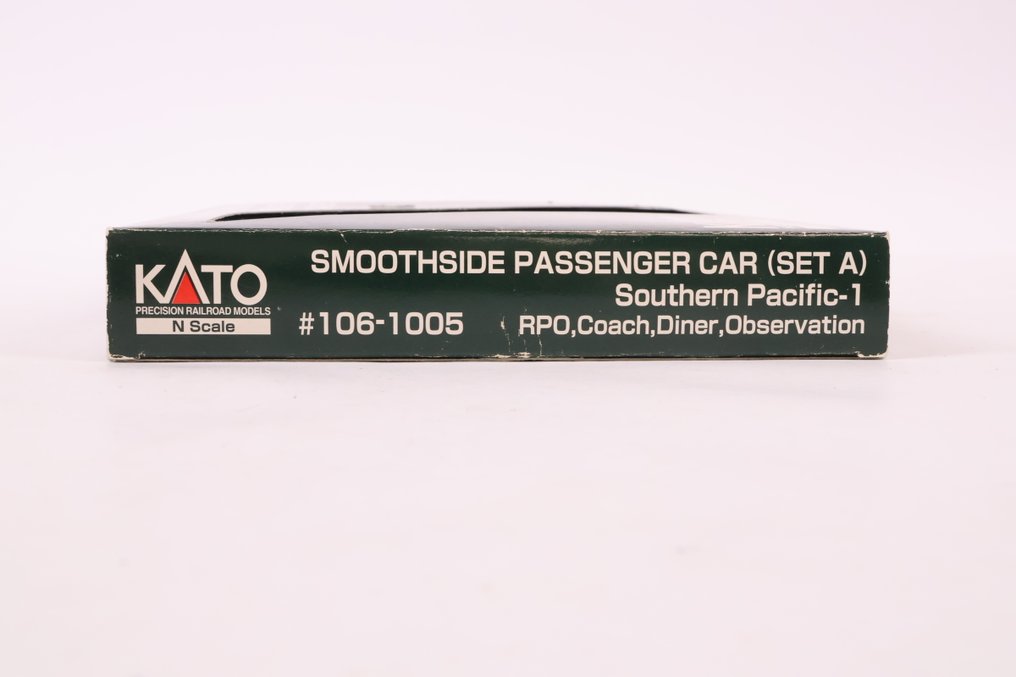 KATO
PRECISION RAILROAD MODELS
N Scale
#106-1005
SMOOTHSIDE PASSENGER CAR (SET A)
Southern Pacific-1
RPO,Coach,Diner,Observation